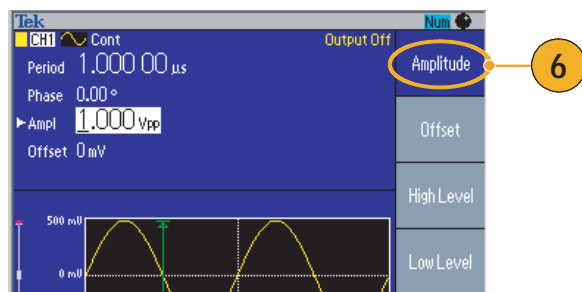 Tek Num
CH1 Cont Output Off
Period 1.000 00 µs
Phase 0.00 °
Ampl 1.000 Vpp
Offset 0 mV
500 mV
0 mV
Amplitude
Offset
High Level
Low Level
6